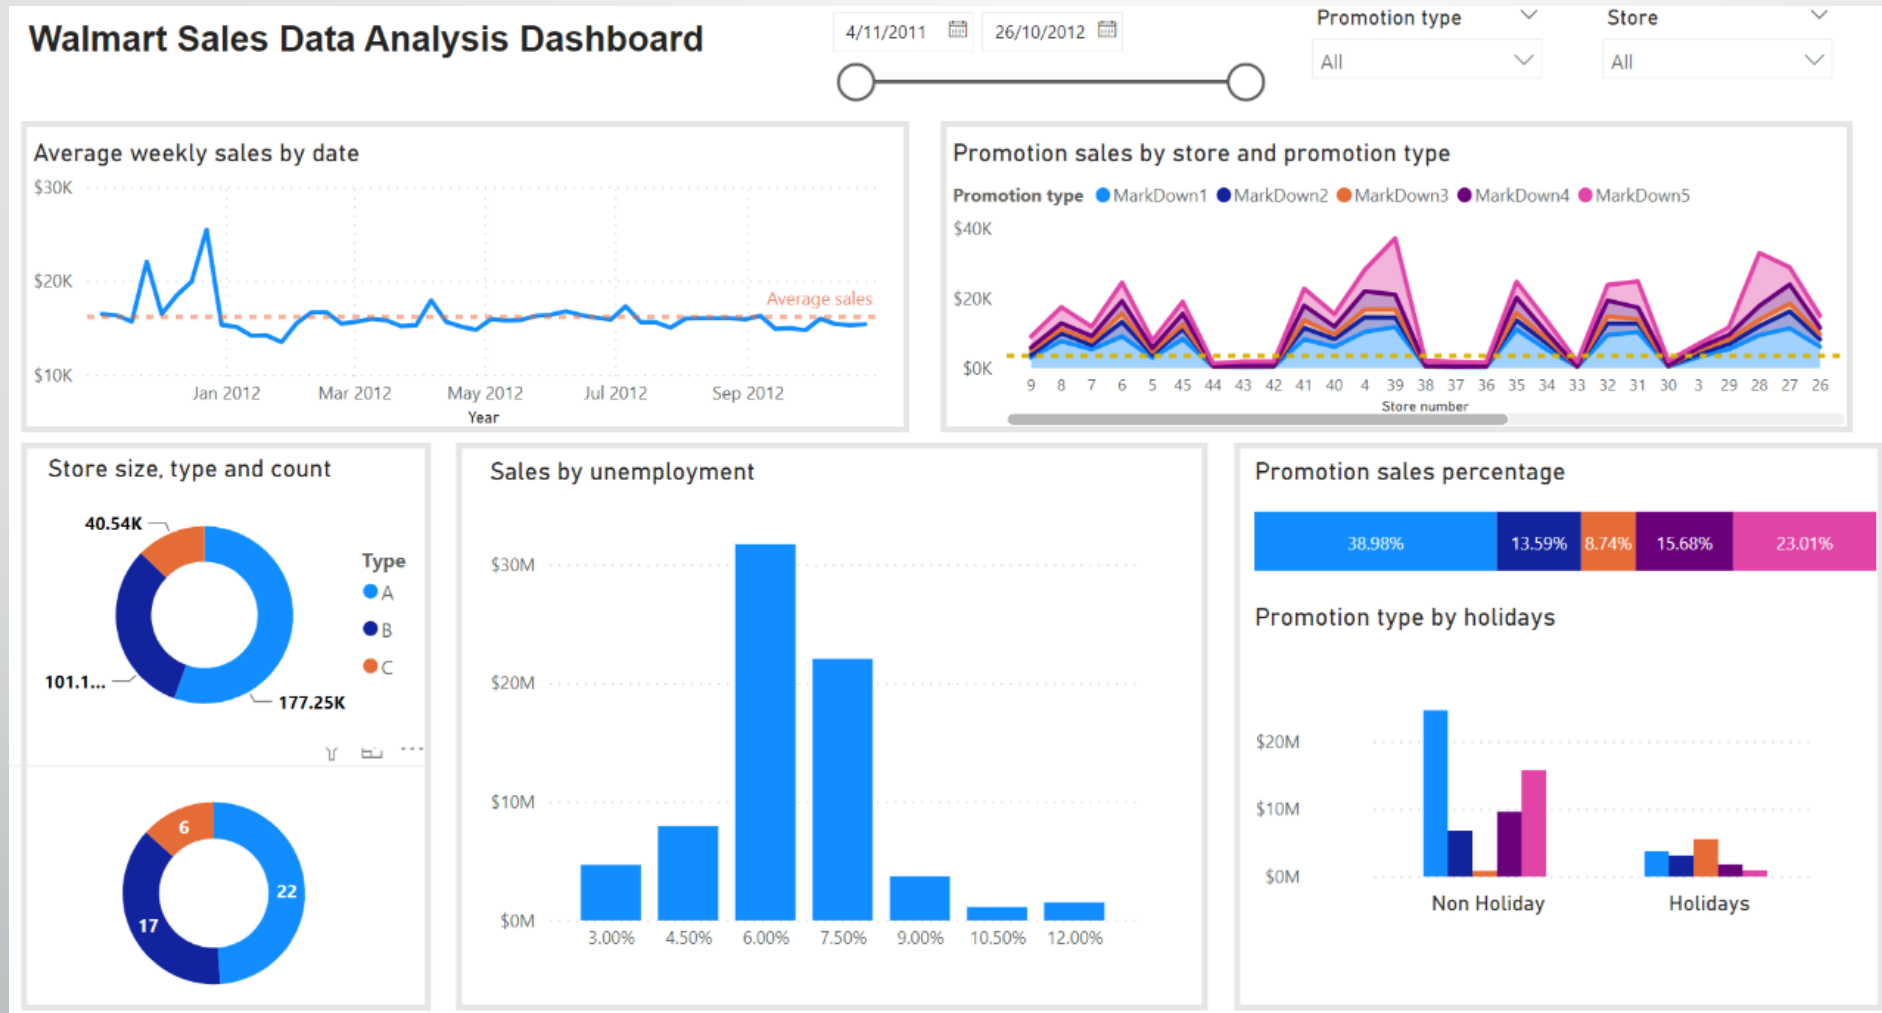 Walmart Sales Data Analysis Dashboard
4/11/2011
26/10/2012
Promotion type
All
Store
All
Average weekly sales by date
$30K
$20K
$10K
Average sales
Jan 2012 Mar 2012 May 2012 Jul 2012 Sep 2012
Year
Promotion sales by store and promotion type
Promotion type MarkDown1 MarkDown2 MarkDown3 MarkDown4 MarkDown5
$40K
$20K
$0K
9 8 7 6 5 45 44 43 42 41 40 4 39 38 37 36 35 34 33 32 31 30 3 29 28 27 26
Store number
Store size, type and count
40.54K
101.1...
177.25K
Type
A
B
C
6
22
17
Sales by unemployment
$30M
$20M
$10M
$0M
3.00% 4.50% 6.00% 7.50% 9.00% 10.50% 12.00%
Promotion sales percentage
38.98% 13.59% 8.74% 15.68% 23.01%
Promotion type by holidays
$20M
$10M
$0M
Non Holiday Holidays